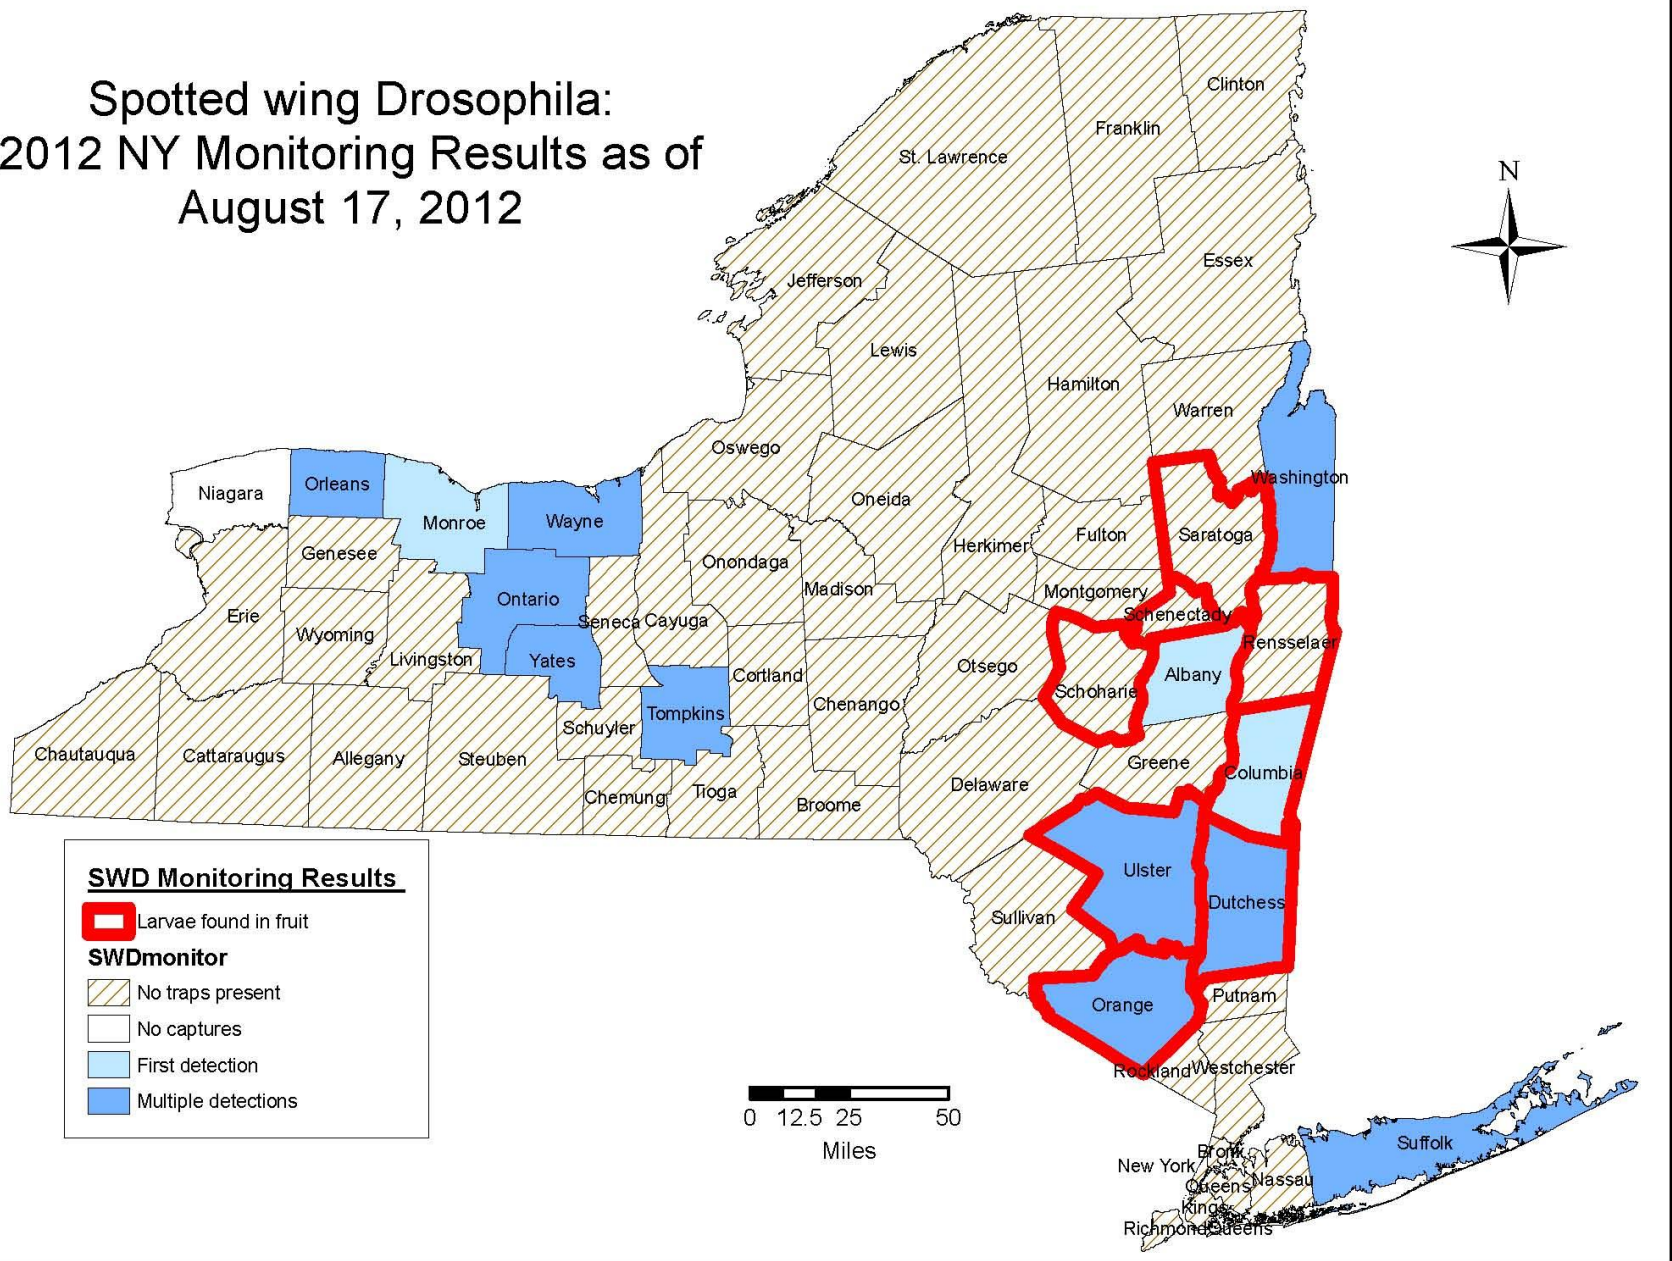 Spotted wing Drosophila:
2012 NY Monitoring Results as of
August 17, 2012
N
Clinton
Franklin
St. Lawrence
Essex
Jefferson
Lewis
Hamilton
Warren
Oswego
Washington
Orleans
Niagara
Oneida
Monroe
Wayne
Saratoga
Fulton
Herkimer
Genesee
Onondaga
Madison
Montgomery
Ontario
Schenectady
Erie
Seneca
Cayuga
Wyoming
Rensselaer
Livingston
Yates
Otsego
Albany
Cortland
Schoharie
Chenango
Tompkins
Schuyler
Chautauqua
Cattaraugus
Allegany
Steuben
Greene
Columbia
Delaware
Tioga
Chemung
Broome
Ulster
Dutchess
Sullivan
Orange
Putnam
Rockland
Westchester
Suffolk
Bronx
New York
Nassau
Queens
Kings
Richmond
Queens
SWD Monitoring Results
Larvae found in fruit
SWDmonitor
No traps present
No captures
First detection
Multiple detections
0 12.5 25 50
Miles